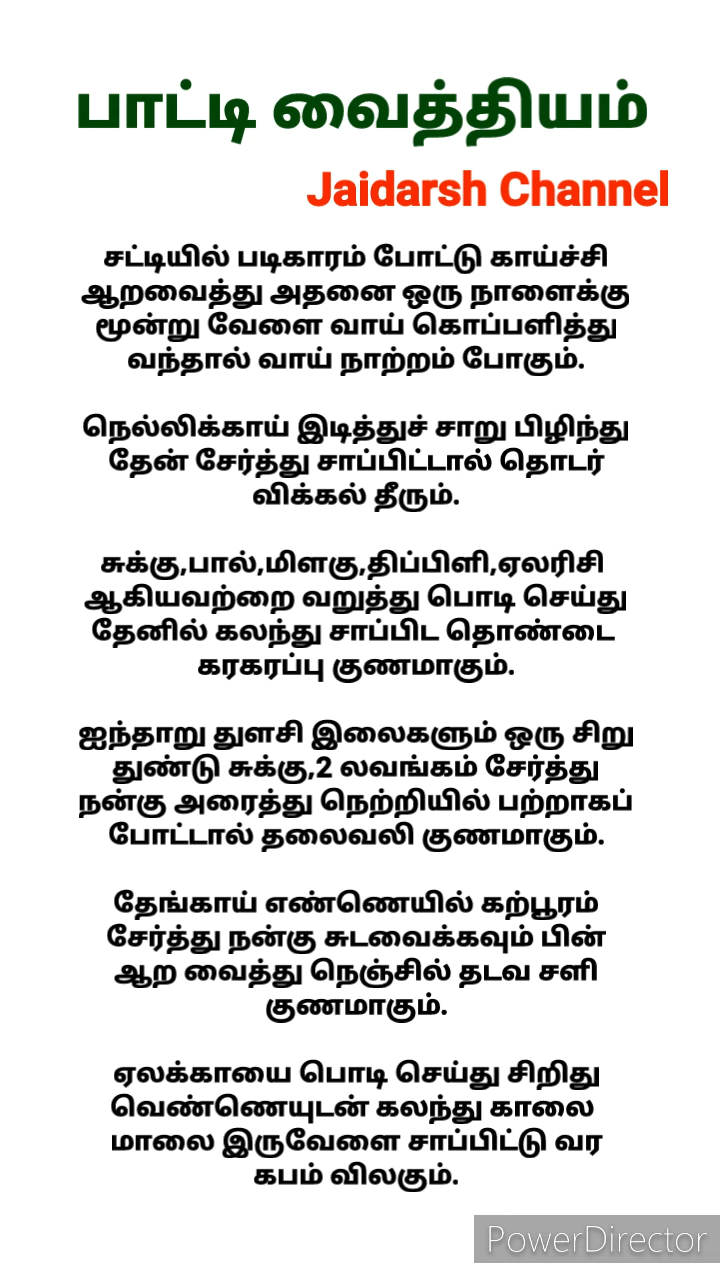 பாட்டி வைத்தியம்
Jaidarsh Channel
சட்டியில் படிகாரம் போட்டு காய்ச்சி
ஆறவைத்து அதனை ஒரு நாளைக்கு
மூன்று வேளை வாய் கொப்பளித்து
வந்தால் வாய் நாற்றம் போகும்.
நெல்லிக்காய் இடித்துச் சாறு பிழிந்து
தேன் சேர்த்து சாப்பிட்டால் தொடர்
விக்கல் தீரும்.
சுக்கு,பால்,மிளகு,திப்பிளி,ஏலரிசி
ஆகியவற்றை வறுத்து பொடி செய்து
தேனில் கலந்து சாப்பிட தொண்டை
கரகரப்பு குணமாகும்.
ஐந்தாறு துளசி இலைகளும் ஒரு சிறு
துண்டு சுக்கு,2 லவங்கம் சேர்த்து
நன்கு அரைத்து நெற்றியில் பற்றாகப்
போட்டால் தலைவலி குணமாகும்.
தேங்காய் எண்ணெயில் கற்பூரம்
சேர்த்து நன்கு சுடவைக்கவும் பின்
ஆற வைத்து நெஞ்சில் தடவ சளி
குணமாகும்.
ஏலக்காயை பொடி செய்து சிறிது
வெண்ணெயுடன் கலந்து காலை
மாலை இருவேளை சாப்பிட்டு வர
கபம் விலகும்.
PowerDirector